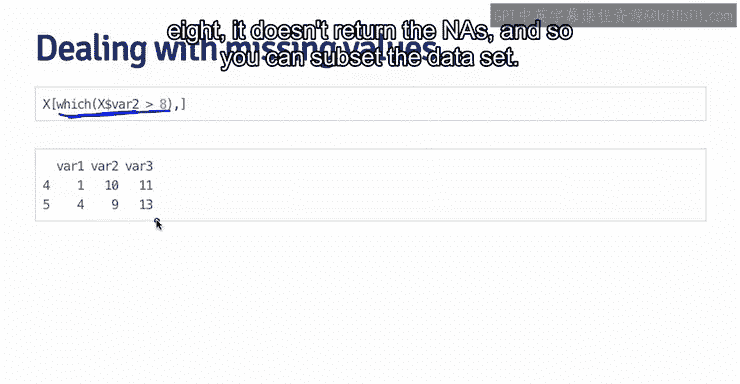 eight, it doesn't return the NAs, and so
Dealing with missing values
you can subset the data set.
X[which(X$var2 > 8),]
var1 var2 var3
4 1 10 11
5 4 9 13